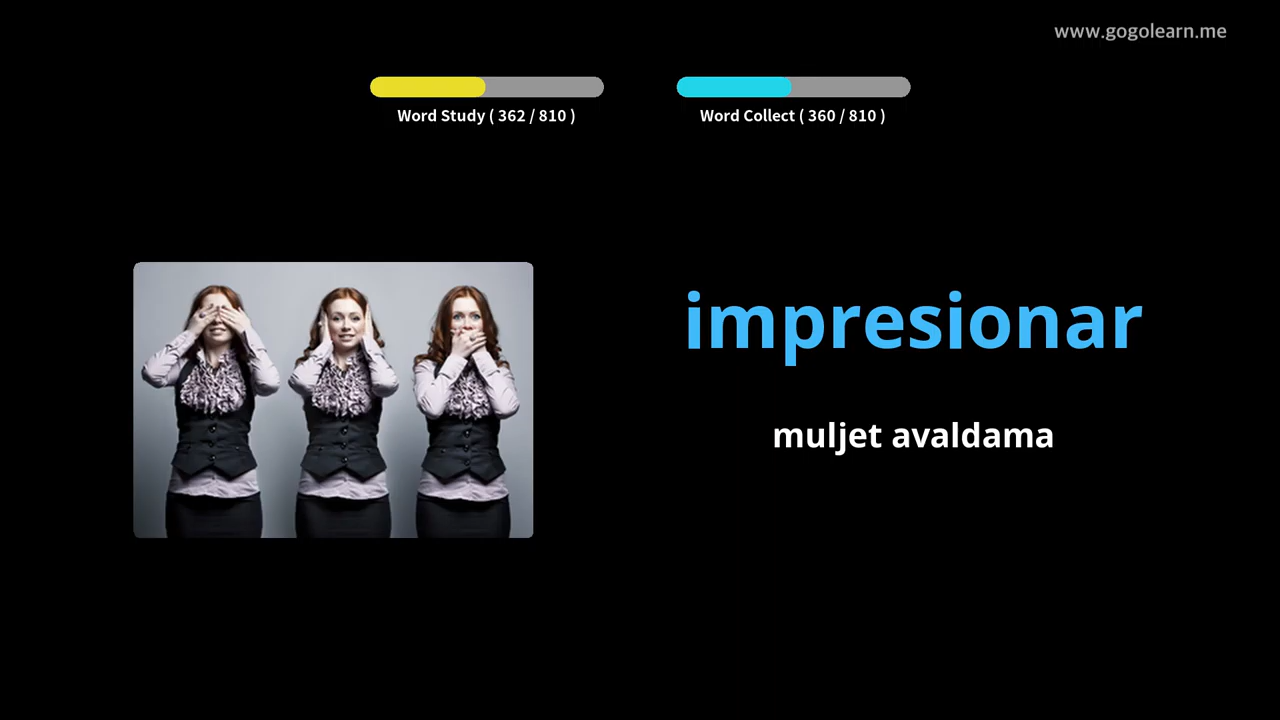 www.gogolearn.me
Word Study ( 362 / 810 )
Word Collect ( 360 / 810 )
impresionar
muljet avaldama